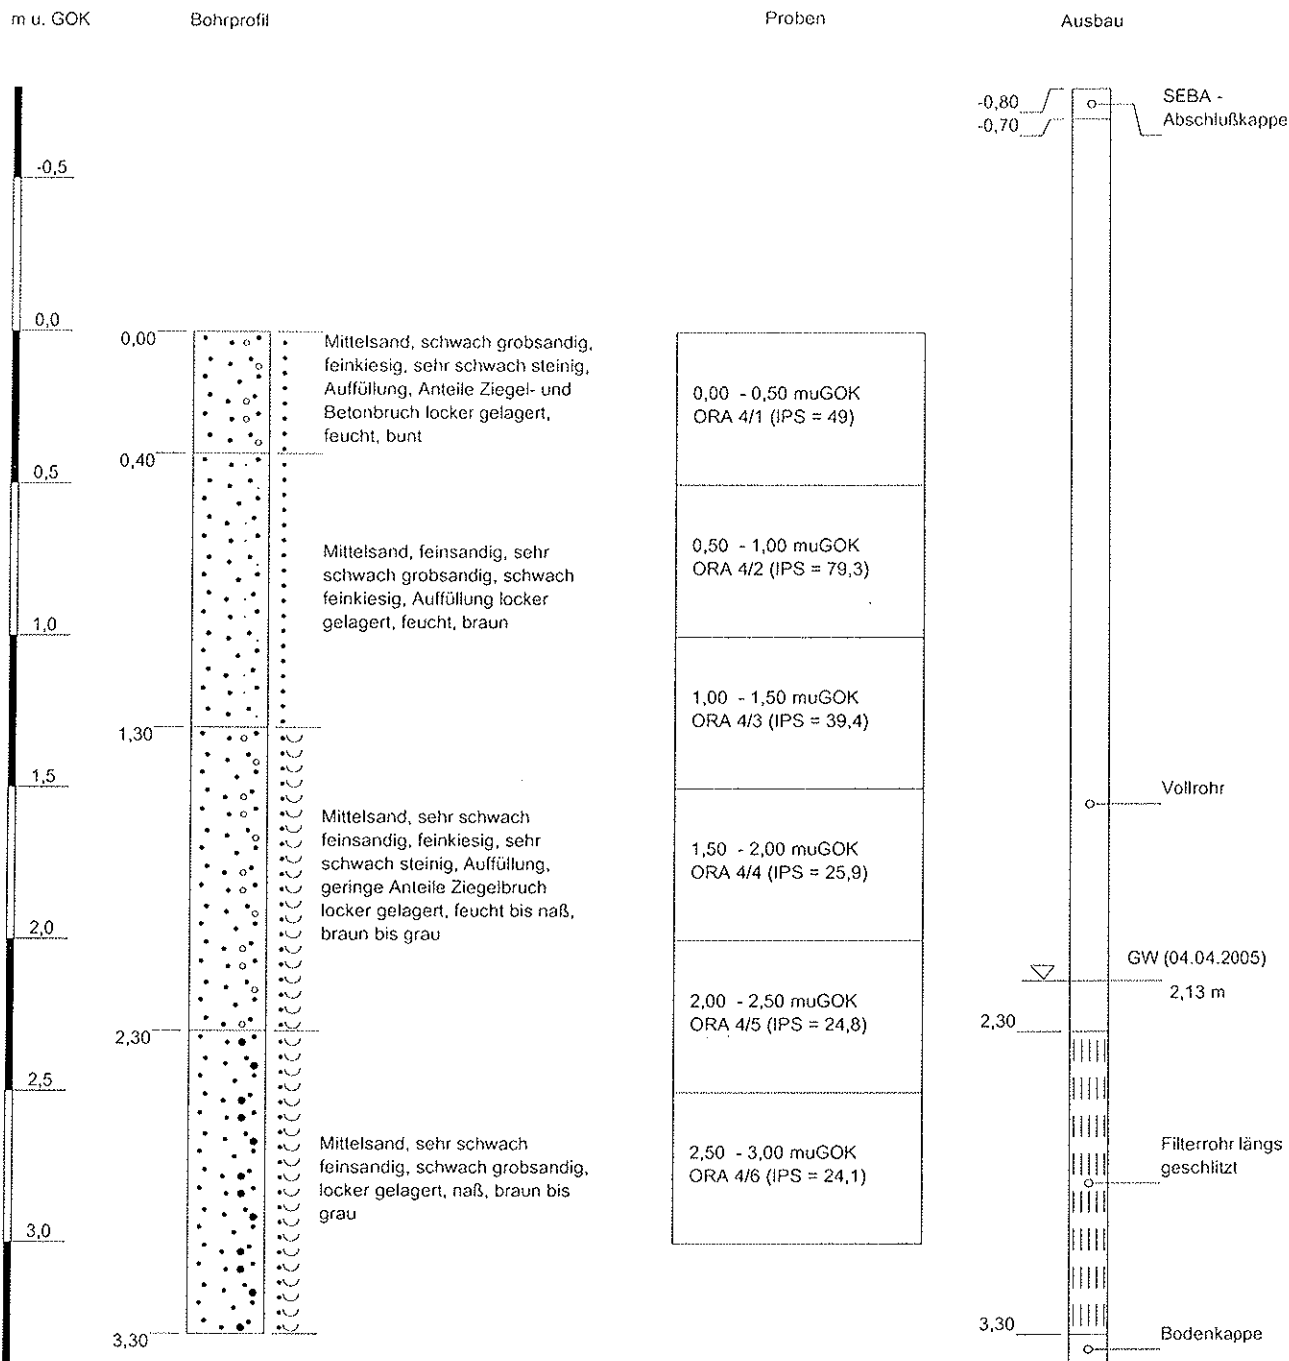 m u. GOK
Bohrprofil
Proben
Ausbau
-0,80
-0,70
SEBA -
Abschlußkappe
-0,5
0,0
0,00
Mittelsand, schwach grobsandig,
feinkiesig, sehr schwach steinig,
Auffüllung, Anteile Ziegel- und
Betonbruch locker gelagert,
feucht, bunt
0,00 - 0,50 muGOK
ORA 4/1 (IPS = 49)
0,40
0,5
Mittelsand, feinsandig, sehr
schwach grobsandig, schwach
feinkiesig, Auffüllung locker
gelagert, feucht, braun
0,50 - 1,00 muGOK
ORA 4/2 (IPS = 79,3)
1,0
1,00 - 1,50 muGOK
ORA 4/3 (IPS = 39,4)
1,30
1,5
Vollrohr
Mittelsand, sehr schwach
feinsandig, feinkiesig, sehr
schwach steinig, Auffüllung,
geringe Anteile Ziegelbruch
locker gelagert, feucht bis naß,
braun bis grau
1,50 - 2,00 muGOK
ORA 4/4 (IPS = 25,9)
2,0
GW (04.04.2005)
2,13 m
2,00 - 2,50 muGOK
ORA 4/5 (IPS = 24,8)
2,30
2,30
2,5
Mittelsand, sehr schwach
feinsandig, schwach grobsandig,
locker gelagert, naß, braun bis
grau
2,50 - 3,00 muGOK
ORA 4/6 (IPS = 24,1)
Filterrohr längs
geschlitzt
3,0
3,30
3,30
Bodenkappe